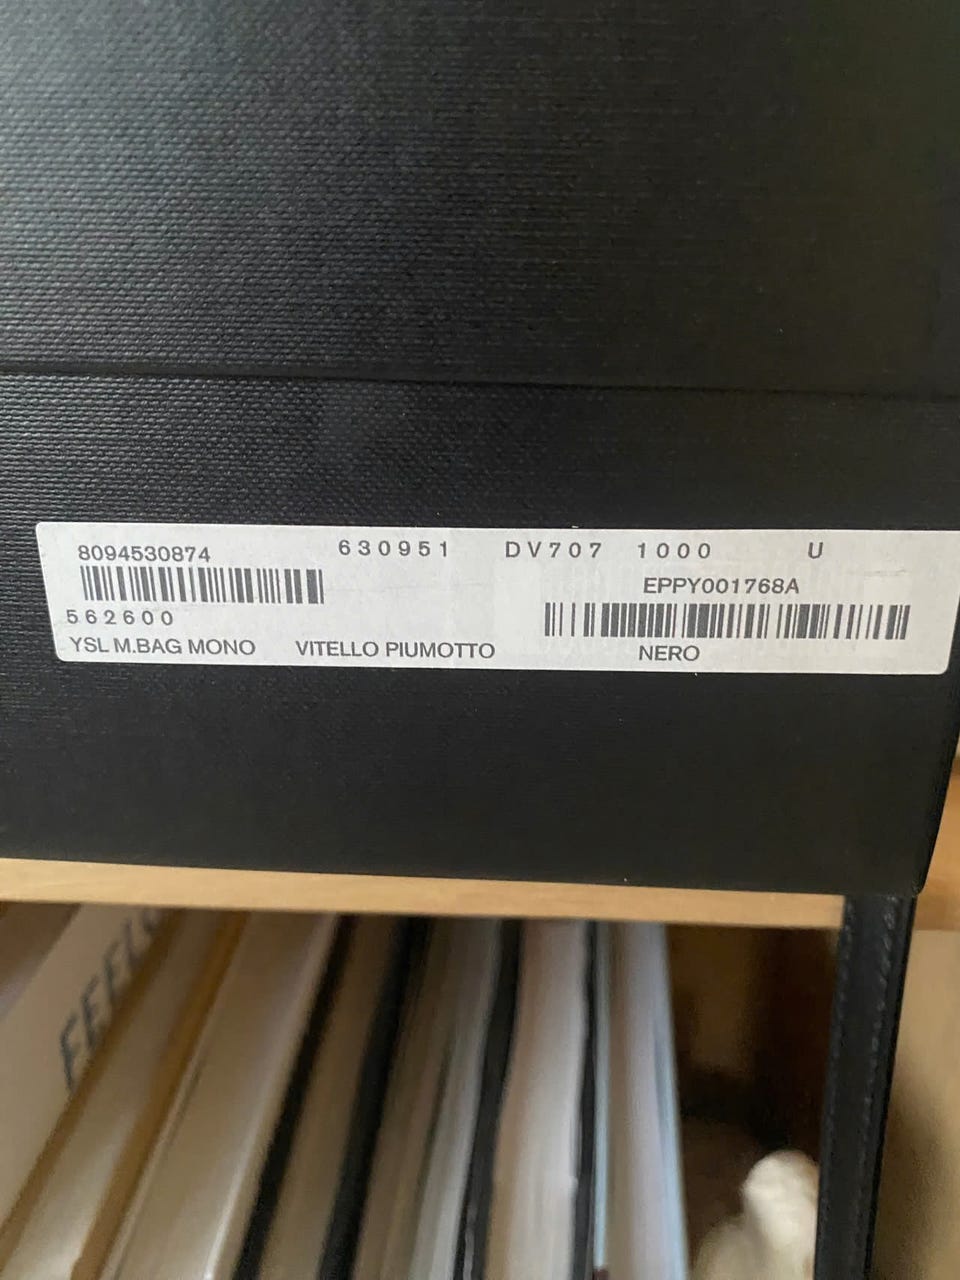 8094530874 630951 DV707 1000 U
EPPY001768A
562600
YSL M.BAG MONO VITELLO PIUMOTTO NERO